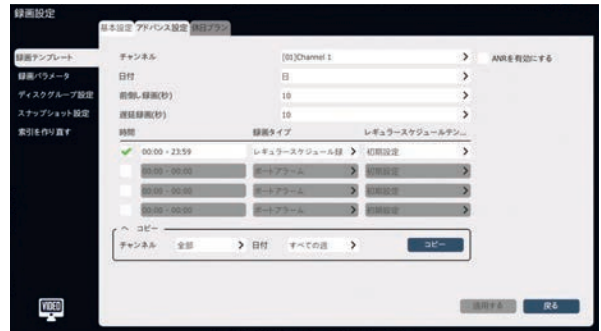 録画設定
基本設定 アドバンス設定 休日プラン
録画テンプレート
録画パラメータ
ディスクグループ設定
スナップショット設定
索引を作り直す
チャンネル [01]Channel 1 > ANRを有効にする
日付 日 >
前倒し録画(秒) 10 >
遅延録画(秒) 10 >
時間 録画タイプ レギュラースケジュールテン...
00:00 - 23:59 レギュラースケジュール録 > 初期設定 >
00:00 - 00:00 ポートアラーム > 初期設定 >
00:00 - 00:00 ポートアラーム > 初期設定 >
00:00 - 00:00 ポートアラーム > 初期設定 >
コピー
チャンネル 全部 > 日付 すべての週 > コピー
VIDEO
適用する 戻る